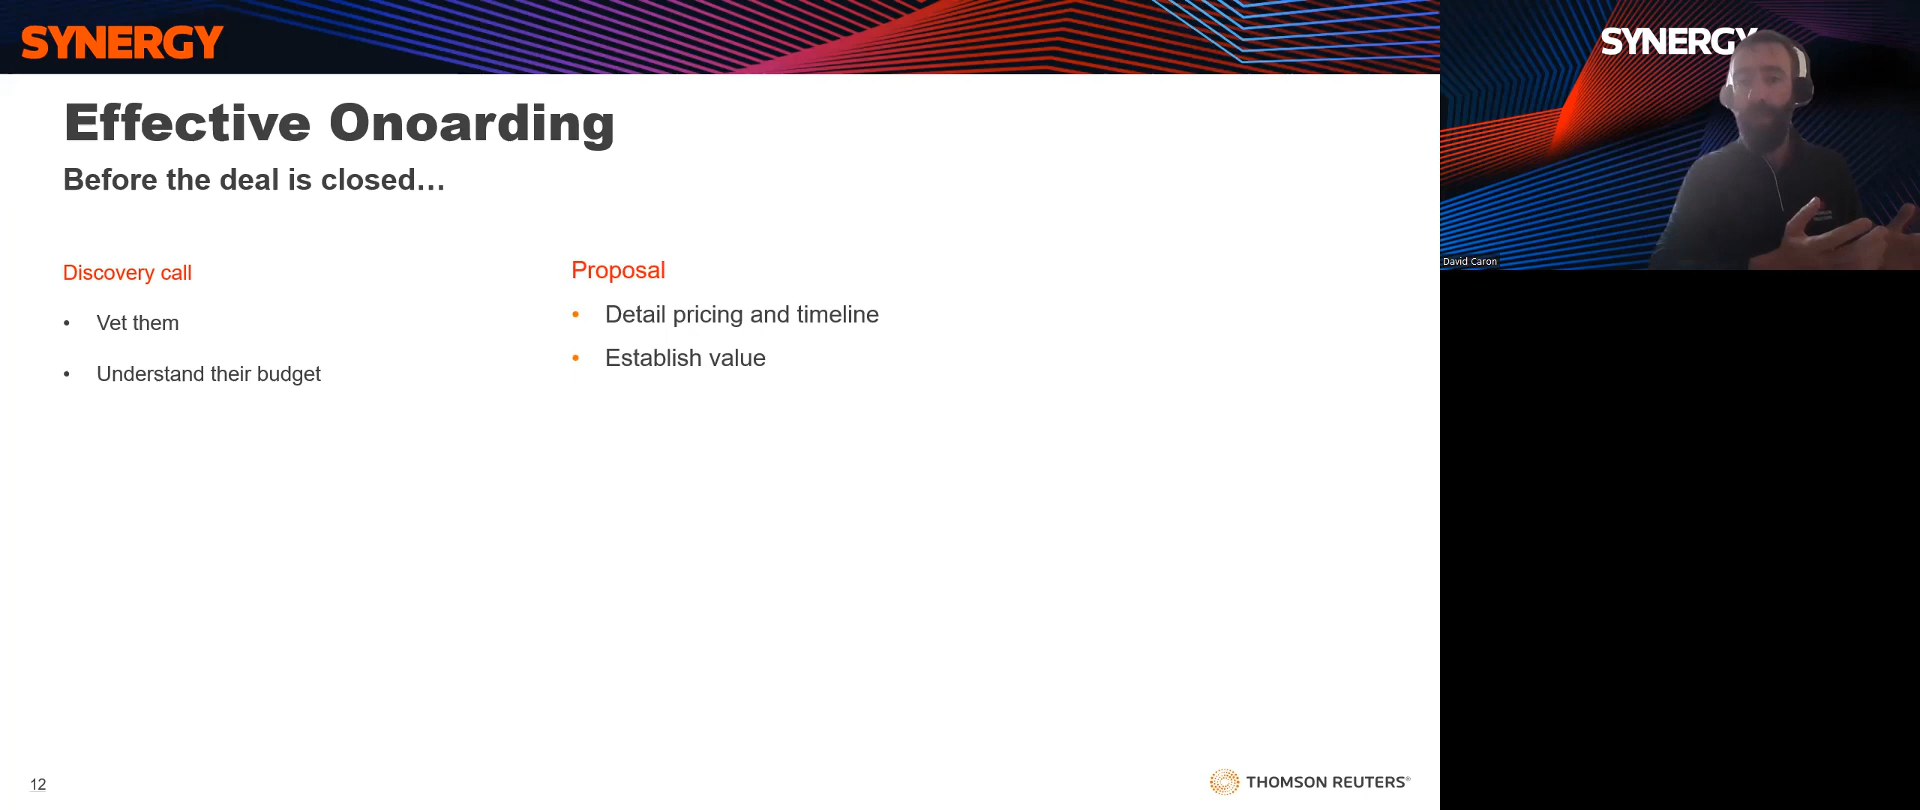 SYNERGY
Effective Onoarding
Before the deal is closed...
Discovery call
• Vet them
• Understand their budget
Proposal
• Detail pricing and timeline
• Establish value
12
THOMSON REUTERS®
SYNERGY
David Caron